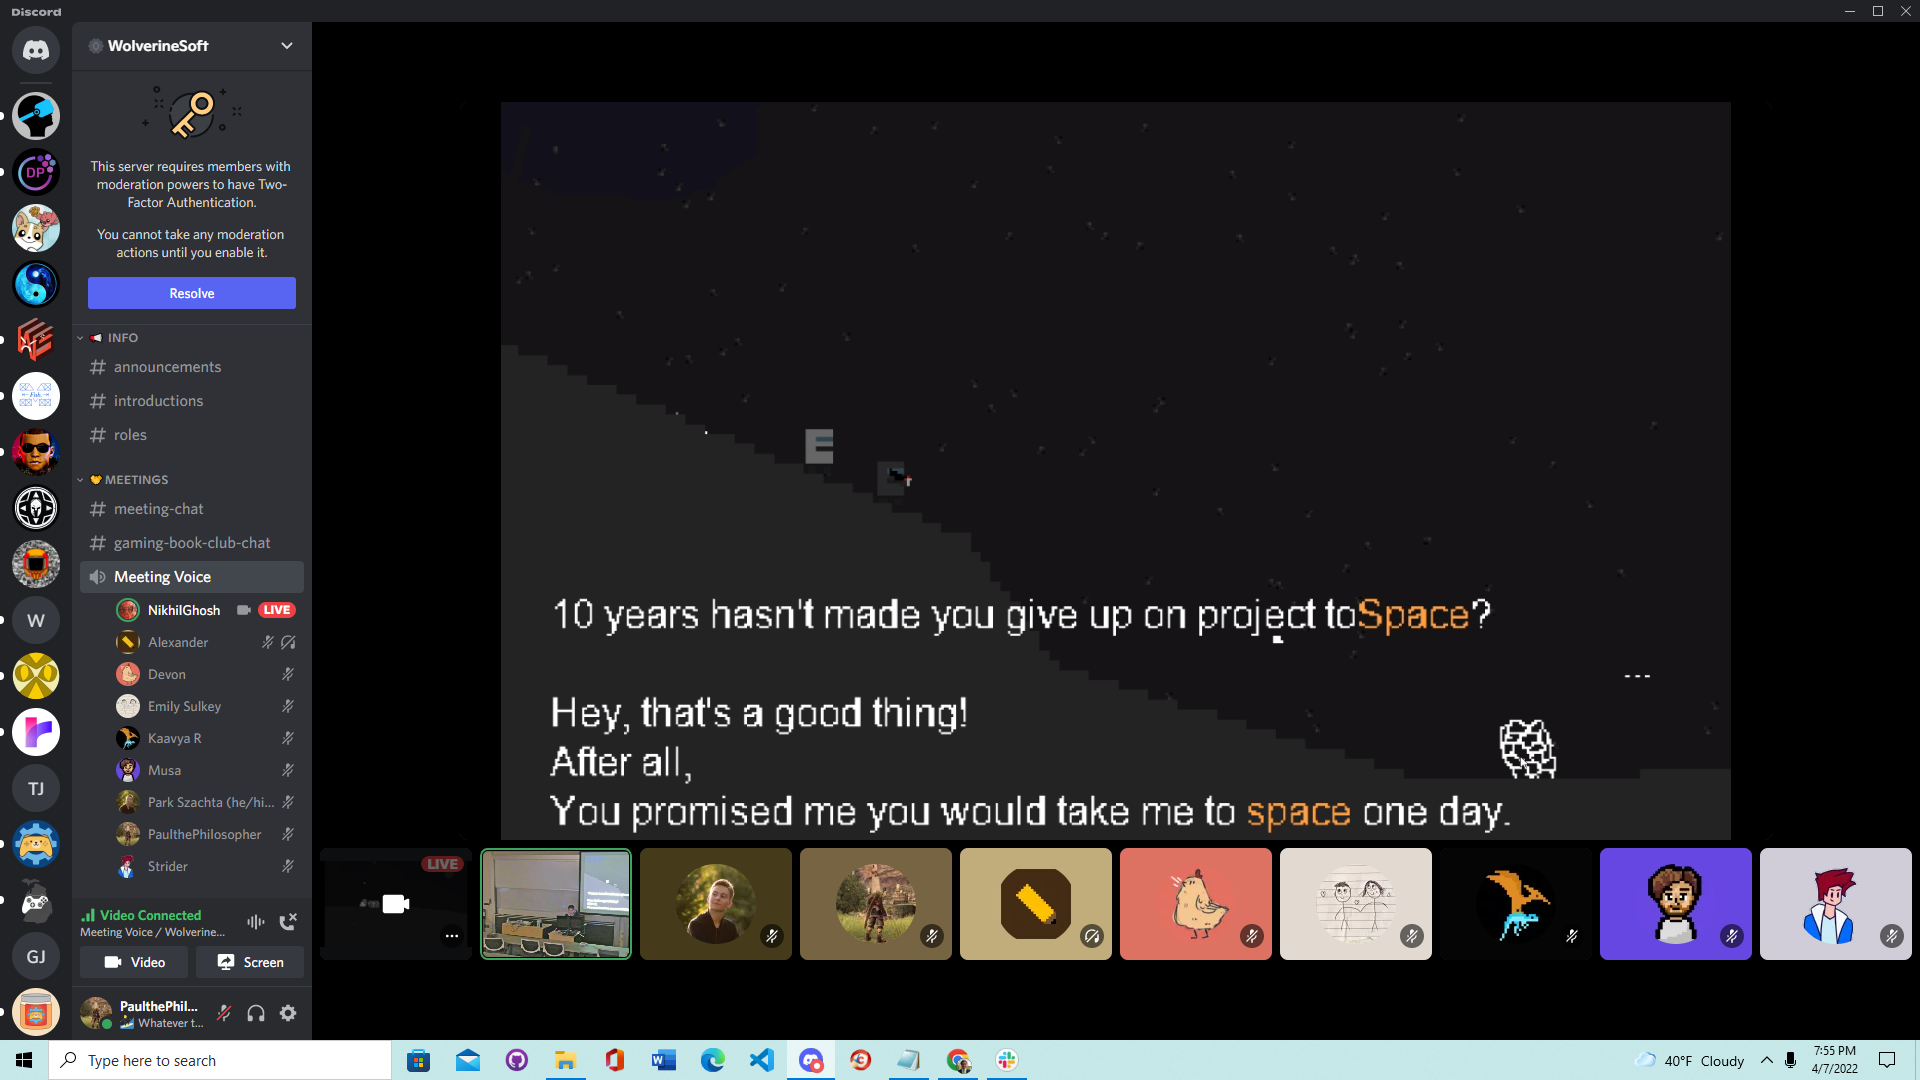 Discord
WolverineSoft
This server requires members with
moderation powers to have Two-
Factor Authentication.
You cannot take any moderation
actions until you enable it.
Resolve
INFO
announcements
introductions
roles
MEETINGS
meeting-chat
gaming-book-club-chat
Meeting Voice
NikhilGhosh LIVE
Alexander
Devon
Emily Sulkey
Kaavya R
Musa
Park Szachta (he/hi...
PaulthePhilosopher
Strider
Video Connected
Meeting Voice / Wolverine...
Video Screen
PaulthePhil...
Whatever t...
DP
W
TJ
GJ
E
10 years hasn't made you give up on project toSpace?
---
Hey, that's a good thing!
After all,
You promised me you would take me to space one day.
LIVE
Type here to search
40°F Cloudy
7:55 PM
4/7/2022